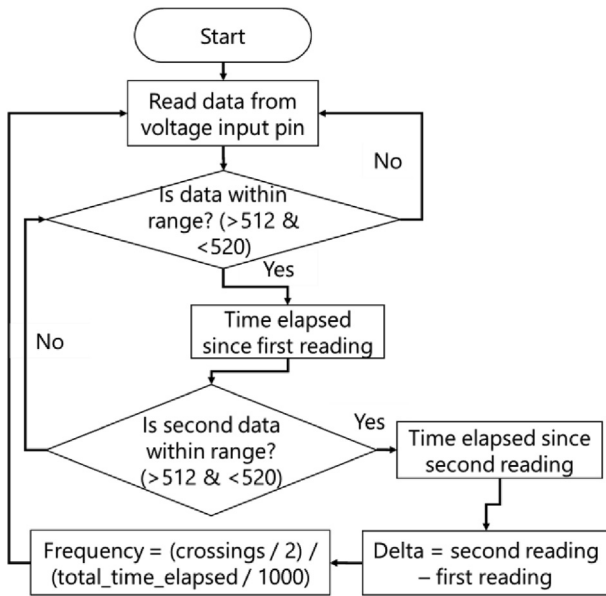 Start
Read data from
voltage input pin
No
Is data within
range? (>512 &
<520)
Yes
Time elapsed
since first reading
No
Is second data
within range?
(>512 & <520)
Yes
Time elapsed since
second reading
Delta = second reading
– first reading
Frequency = (crossings / 2) /
(total_time_elapsed / 1000)